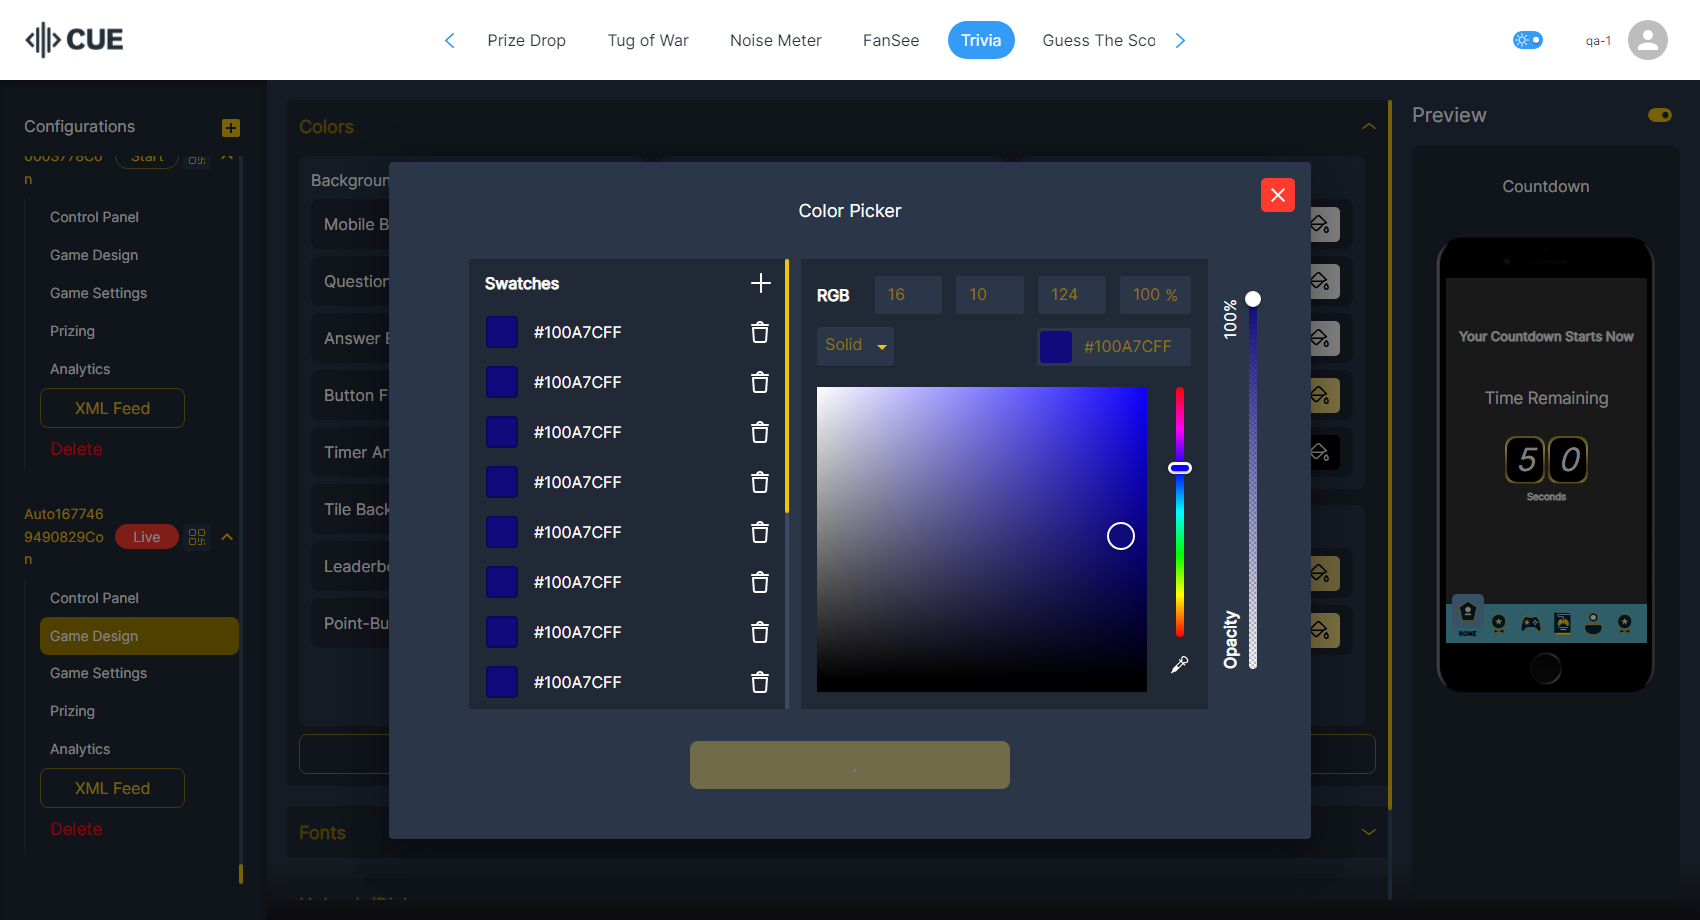 CUE
Prize Drop
Tug of War
Noise Meter
FanSee
Trivia
Guess The Sco
qa-1
Configurations
0003778Co
n
Start
Control Panel
Game Design
Game Settings
Prizing
Analytics
XML Feed
Delete
Auto167746
9490829Co
n
Live
Control Panel
Game Design
Game Settings
Prizing
Analytics
XML Feed
Delete
Colors
Backgroun
Mobile B
Question
Answer B
Button F
Timer An
Tile Back
Leaderbo
Point-Bu
Fonts
Color Picker
Swatches
#100A7CFF
#100A7CFF
#100A7CFF
#100A7CFF
#100A7CFF
#100A7CFF
#100A7CFF
#100A7CFF
RGB
16
10
124
100 %
Solid
#100A7CFF
100%
Opacity
Preview
Countdown
Your Countdown Starts Now
Time Remaining
5 0
Seconds
HOME